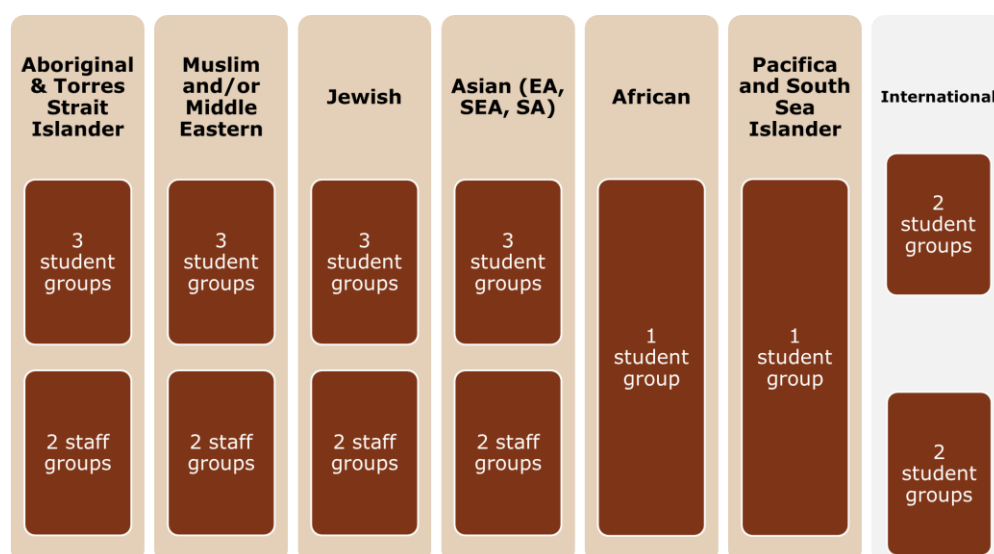 Aboriginal
& Torres
Strait
Islander
3
student
groups
2 staff
groups
Muslim
and/or
Middle
Eastern
3
student
groups
2 staff
groups
Jewish
3
student
groups
2 staff
groups
Asian (EA,
SEA, SA)
3
student
groups
2 staff
groups
African
1
student
group
Pacifica
and South
Sea
Islander
1
student
group
International
2
student
groups
2
student
groups